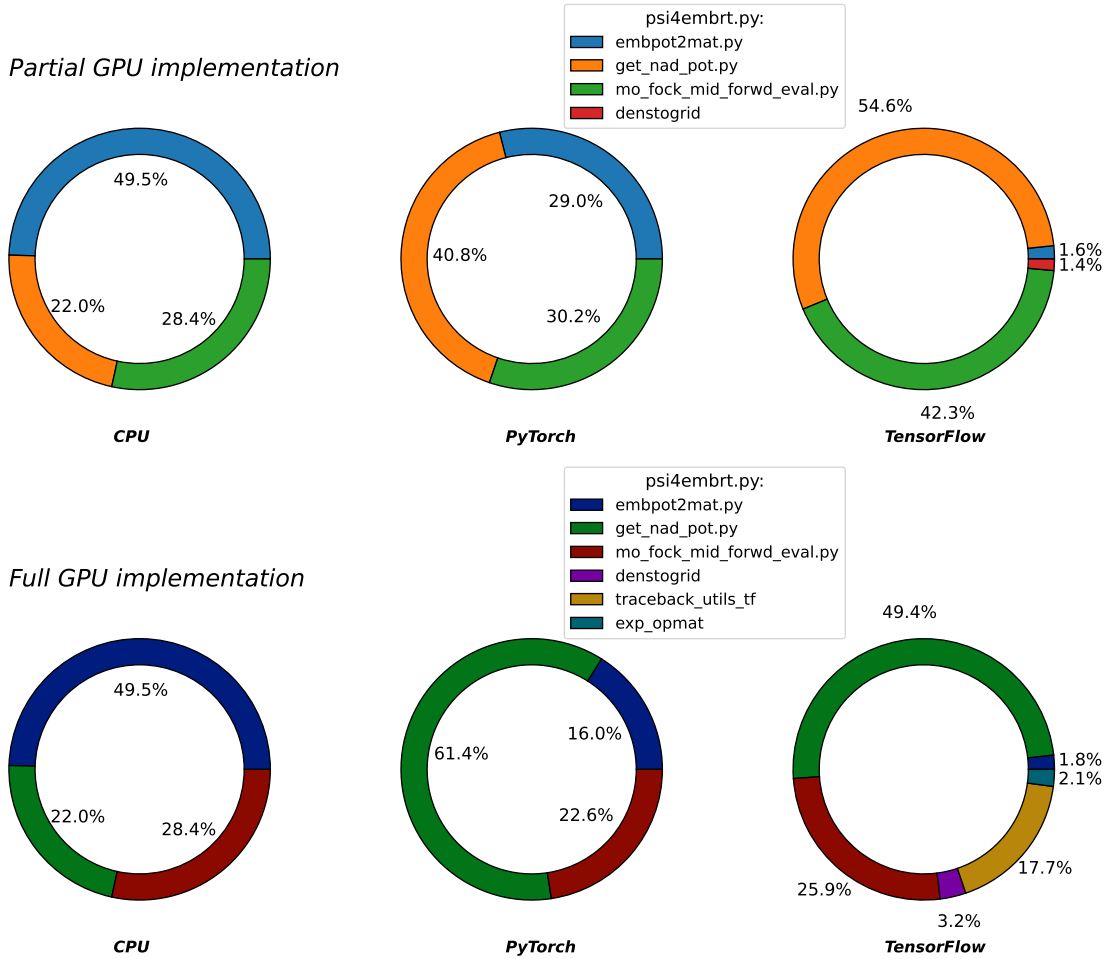 psi4embrt.py:
embpot2mat.py
get_nad_pot.py
mo_fock_mid_forwd_eval.py
denstogrid
Partial GPU implementation
49.5%
22.0%
28.4%
CPU
29.0%
40.8%
30.2%
PyTorch
54.6%
1.6%
1.4%
42.3%
TensorFlow
psi4embrt.py:
embpot2mat.py
get_nad_pot.py
mo_fock_mid_forwd_eval.py
denstogrid
traceback_utils_tf
exp_opmat
Full GPU implementation
49.5%
22.0%
28.4%
CPU
16.0%
61.4%
22.6%
PyTorch
49.4%
1.8%
2.1%
17.7%
25.9%
3.2%
TensorFlow